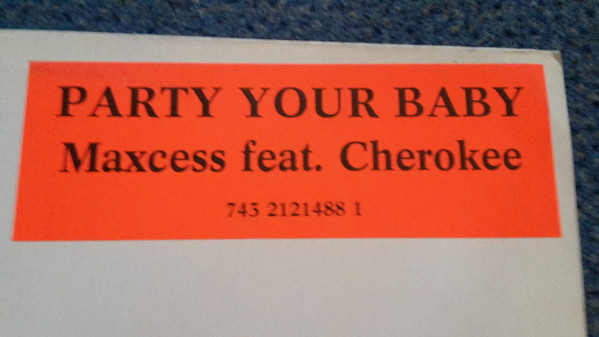 PARTY YOUR BABY
Maxcess feat. Cherokee
743 2121488 1